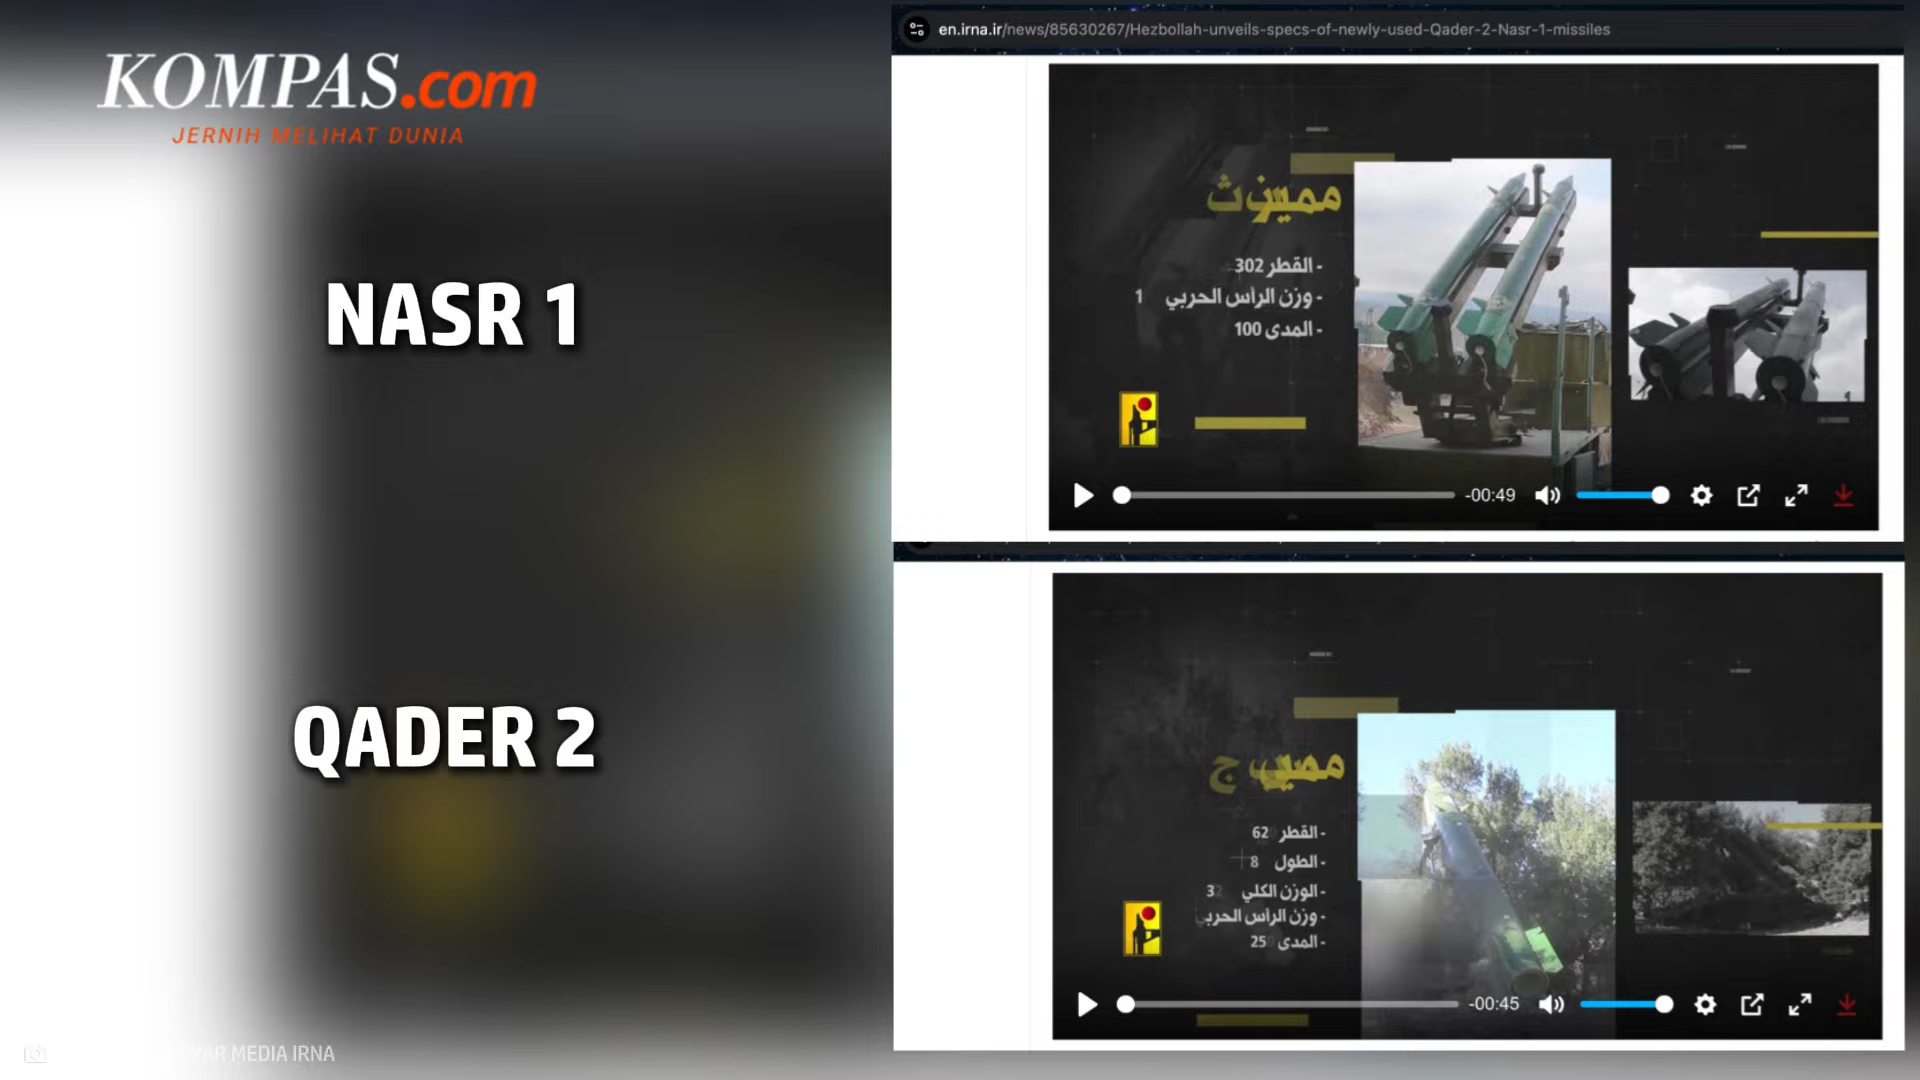 KOMPAS.com
JERNIH MELIHAT DUNIA
NASR 1
QADER 2
MEDIA IRNA
en.irna.ir/news/85630267/Hezbollah-unveils-specs-of-newly-used-Qader-2-Nasr-1-missiles
- القطر 302
- وزن الرأس الحربي 1
- المدى 100
-00:49
- القطر 62
- الطول 8
- الوزن الكلي 32
- وزن الرأس الحربي
- المدى 25
-00:45